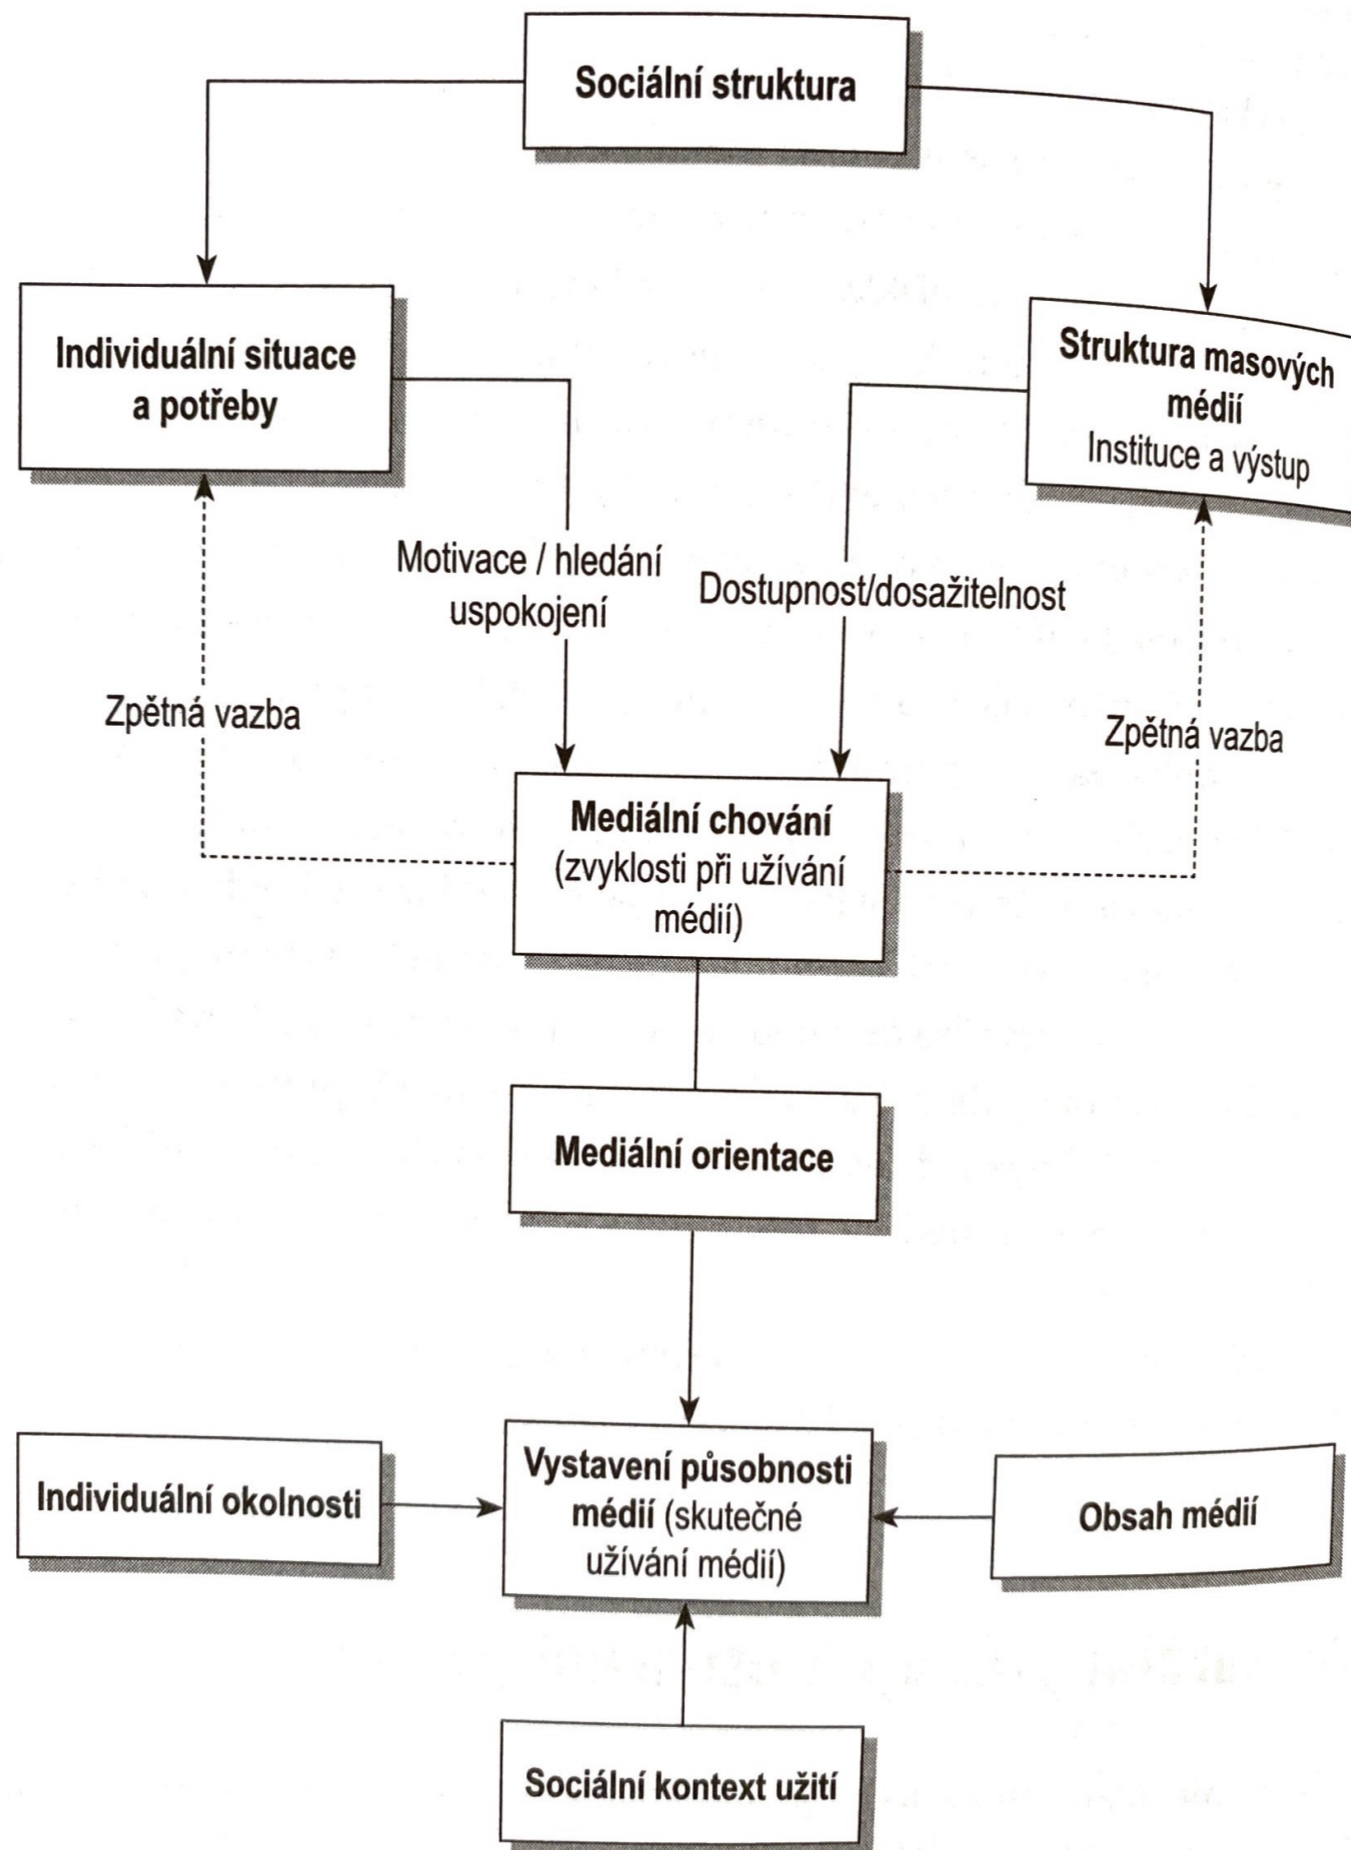 Sociální struktura
Individuální situace
a potřeby
Struktura masových
médií
Instituce a výstup
Motivace / hledání
uspokojení
Dostupnost/dosažitelnost
Zpětná vazba
Zpětná vazba
Mediální chování
(zvyklosti při užívání
médií)
Mediální orientace
Individuální okolnosti
Vystavení působnosti
médií (skutečné
užívání médií)
Obsah médií
Sociální kontext užití